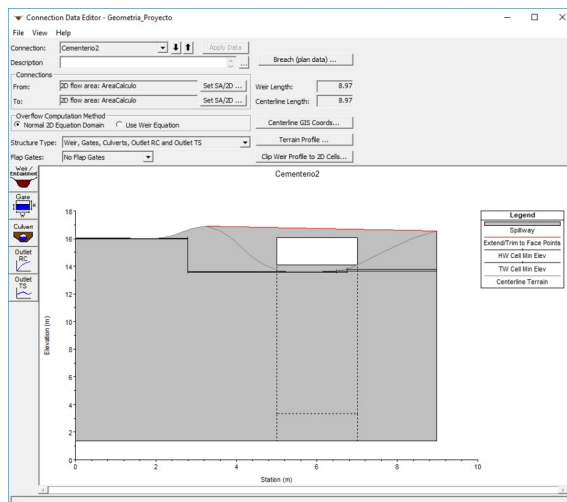 Connection Data Editor - Geometria_Proyecto
File View Help
Connection: Cementerio2 Apply Data
Description ... Breach (plan data) ...
Connections
From: 2D flow area: AreaCalculo Set SA/2D ... Weir Length: 8.97
To: 2D flow area: AreaCalculo Set SA/2D ... Centerline Length: 8.97
Overflow Computation Method
Normal 2D Equation Domain Use Weir Equation Centerline GIS Coords...
Structure Type: Weir, Gates, Culverts, Outlet RC and Outlet TS Terrain Profile ...
Flap Gates: No Flap Gates Clip Weir Profile to 2D Cells...
Weir / Embankment
Gate
Culvert
Outlet RC
Outlet TS
Cementerio2
18
16
14
12
10
8
6
4
2
0
Elevation (m)
0 2 4 6 8 10
Station (m)
Legend
Spillway
Extend/Trim to Face Points
HW Cell Min Elev
TW Cell Min Elev
Centerline Terrain